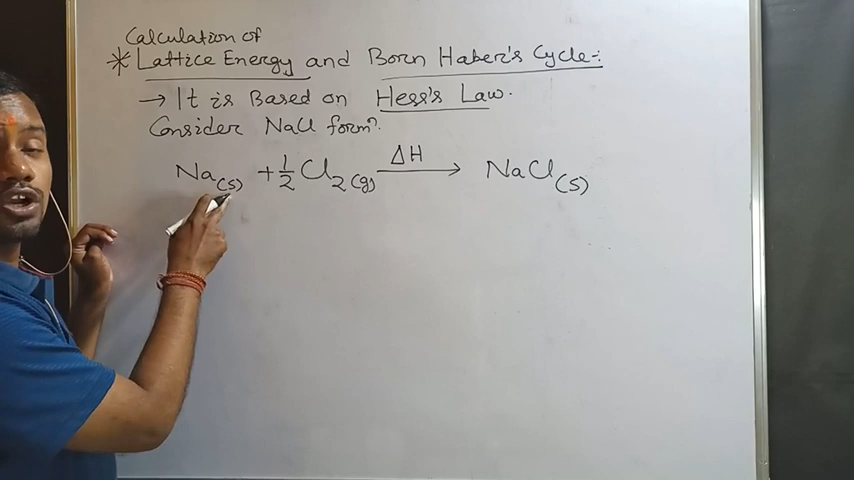 Calculation of
* Lattice Energy and Born Haber's Cycle :-
→ It is Based on Hess's Law.
Consider NaCl formⁿ.
Na(s) + 1/2 Cl2(g) ΔH → NaCl(s)